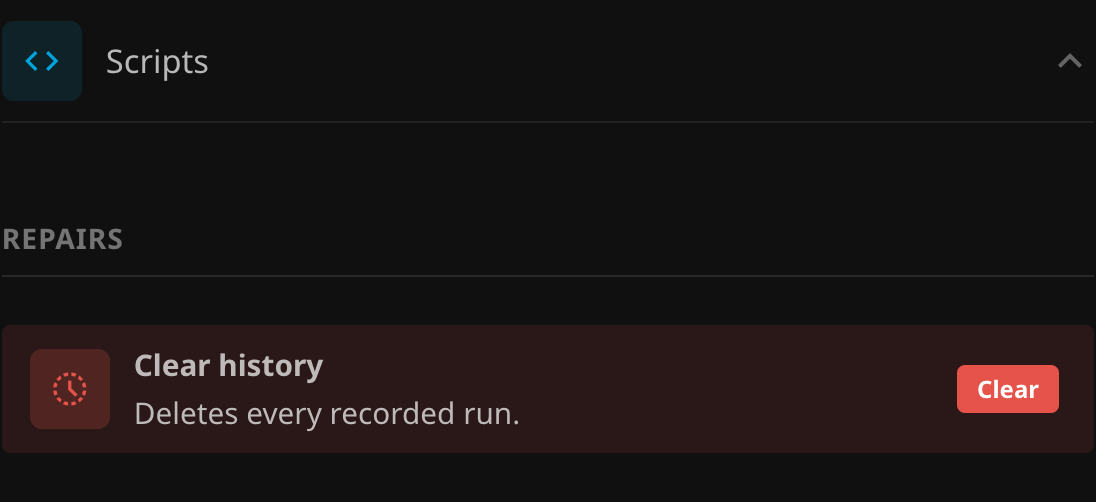 Scripts
REPAIRS
Clear history
Deletes every recorded run.
Clear